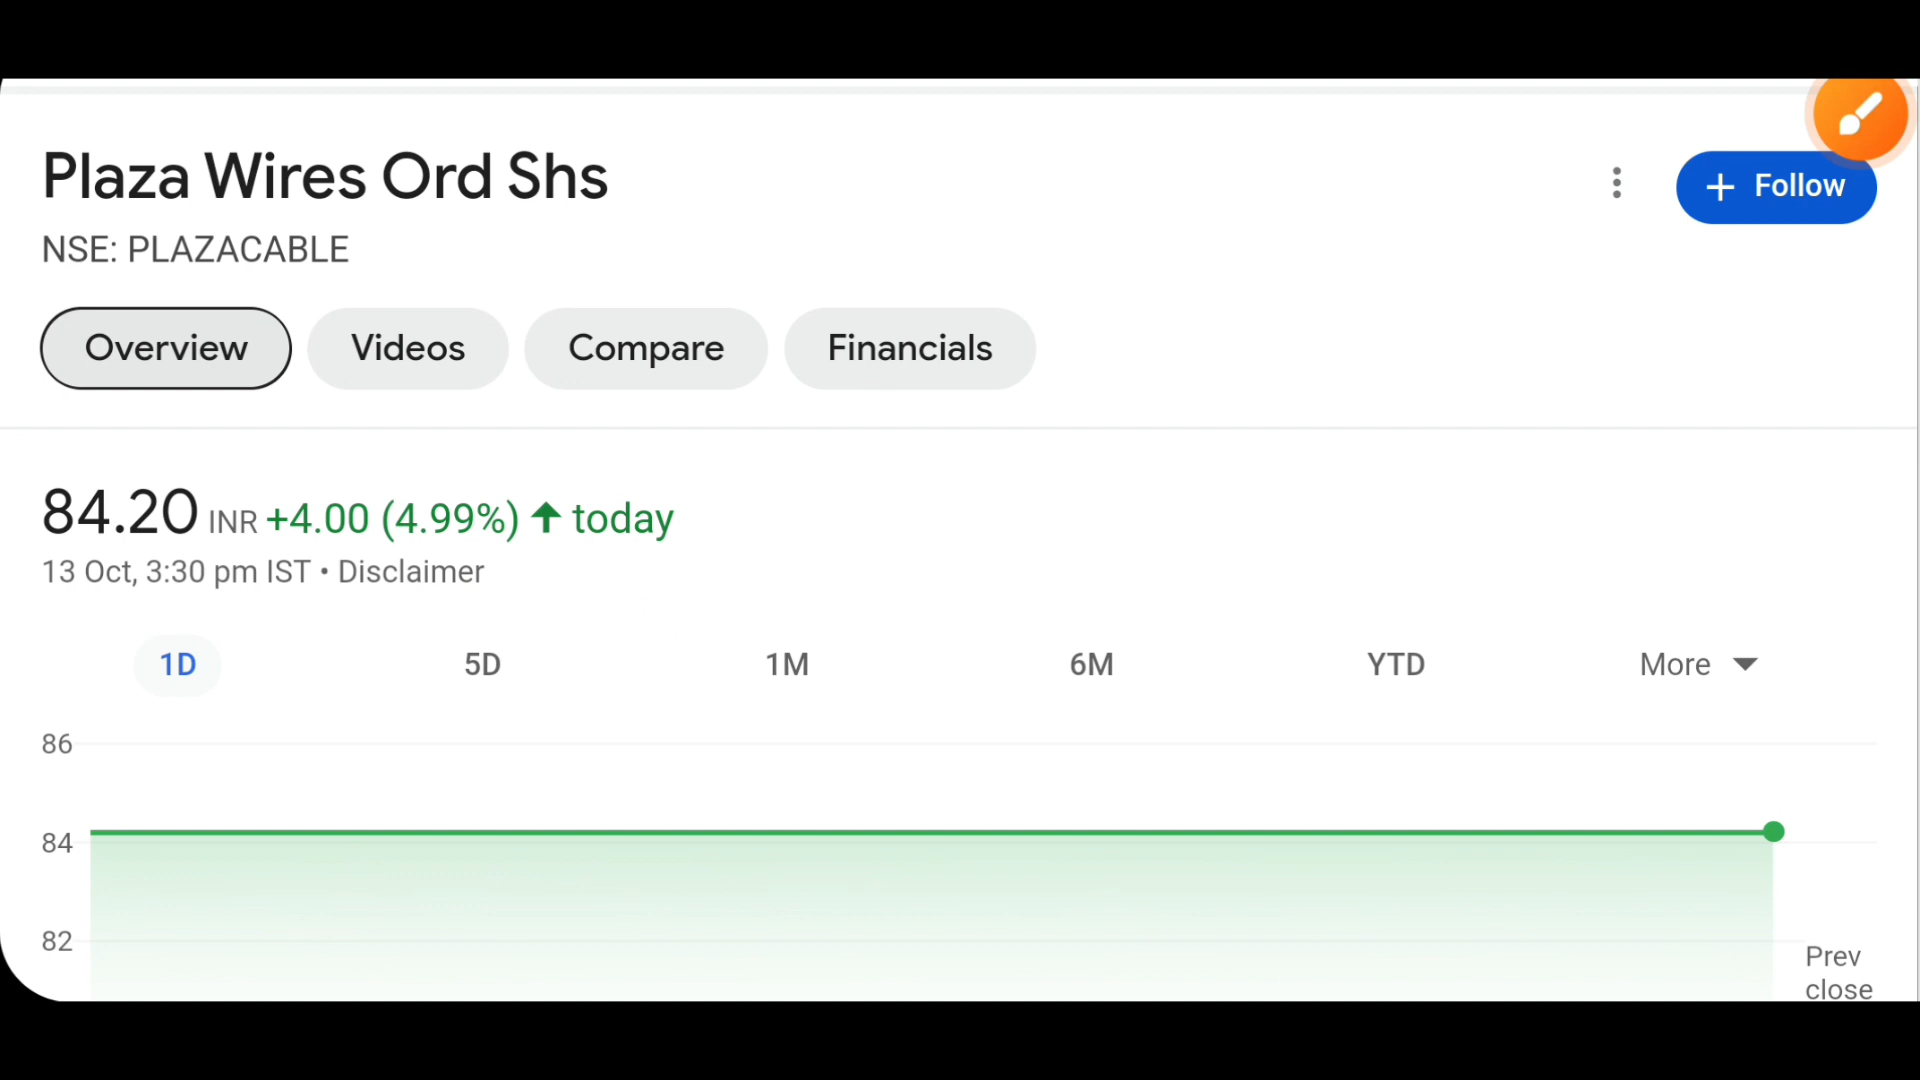 Plaza Wires Ord Shs
NSE: PLAZACABLE
+ Follow
Overview Videos Compare Financials
84.20 INR +4.00 (4.99%) ↑ today
13 Oct, 3:30 pm IST • Disclaimer
1D 5D 1M 6M YTD More
86
84
82
Prev
close